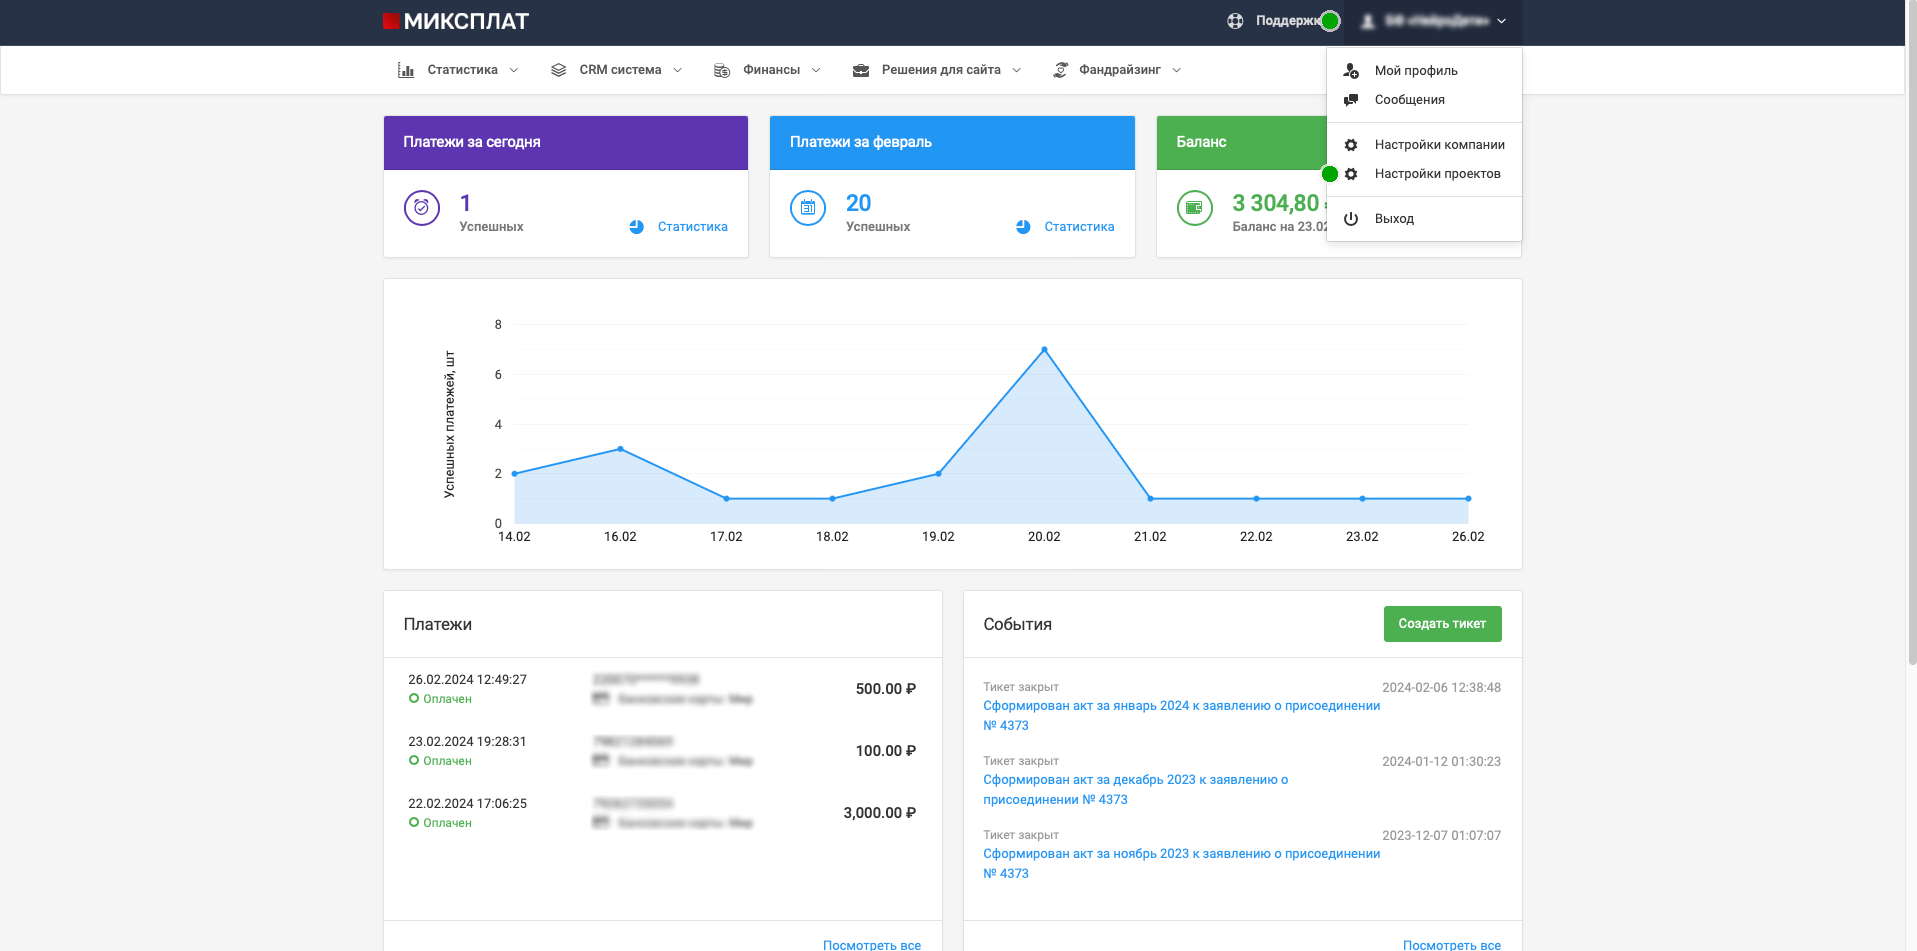 МИКСПЛАТ
Поддержк
Статистика
CRM система
Финансы
Решения для сайта
Фандрайзинг
Мой профиль
Сообщения
Настройки компании
Настройки проектов
Выход
Платежи за сегодня
1
Успешных
Статистика
Платежи за февраль
31
20
Успешных
Статистика
Баланс
3 304,80
Баланс на 23.02
Успешных платежей, шт
8
6
4
2
0
14.02 16.02 17.02 18.02 19.02 20.02 21.02 22.02 23.02 26.02
Платежи
26.02.2024 12:49:27
Оплачен
500.00 ₽
23.02.2024 19:28:31
Оплачен
100.00 ₽
22.02.2024 17:06:25
Оплачен
3,000.00 ₽
Посмотреть все
События
Создать тикет
Тикет закрыт 2024-02-06 12:38:48
Сформирован акт за январь 2024 к заявлению о присоединении
№ 4373
Тикет закрыт 2024-01-12 01:30:23
Сформирован акт за декабрь 2023 к заявлению о
присоединении № 4373
Тикет закрыт 2023-12-07 01:07:07
Сформирован акт за ноябрь 2023 к заявлению о присоединении
№ 4373
Посмотреть все